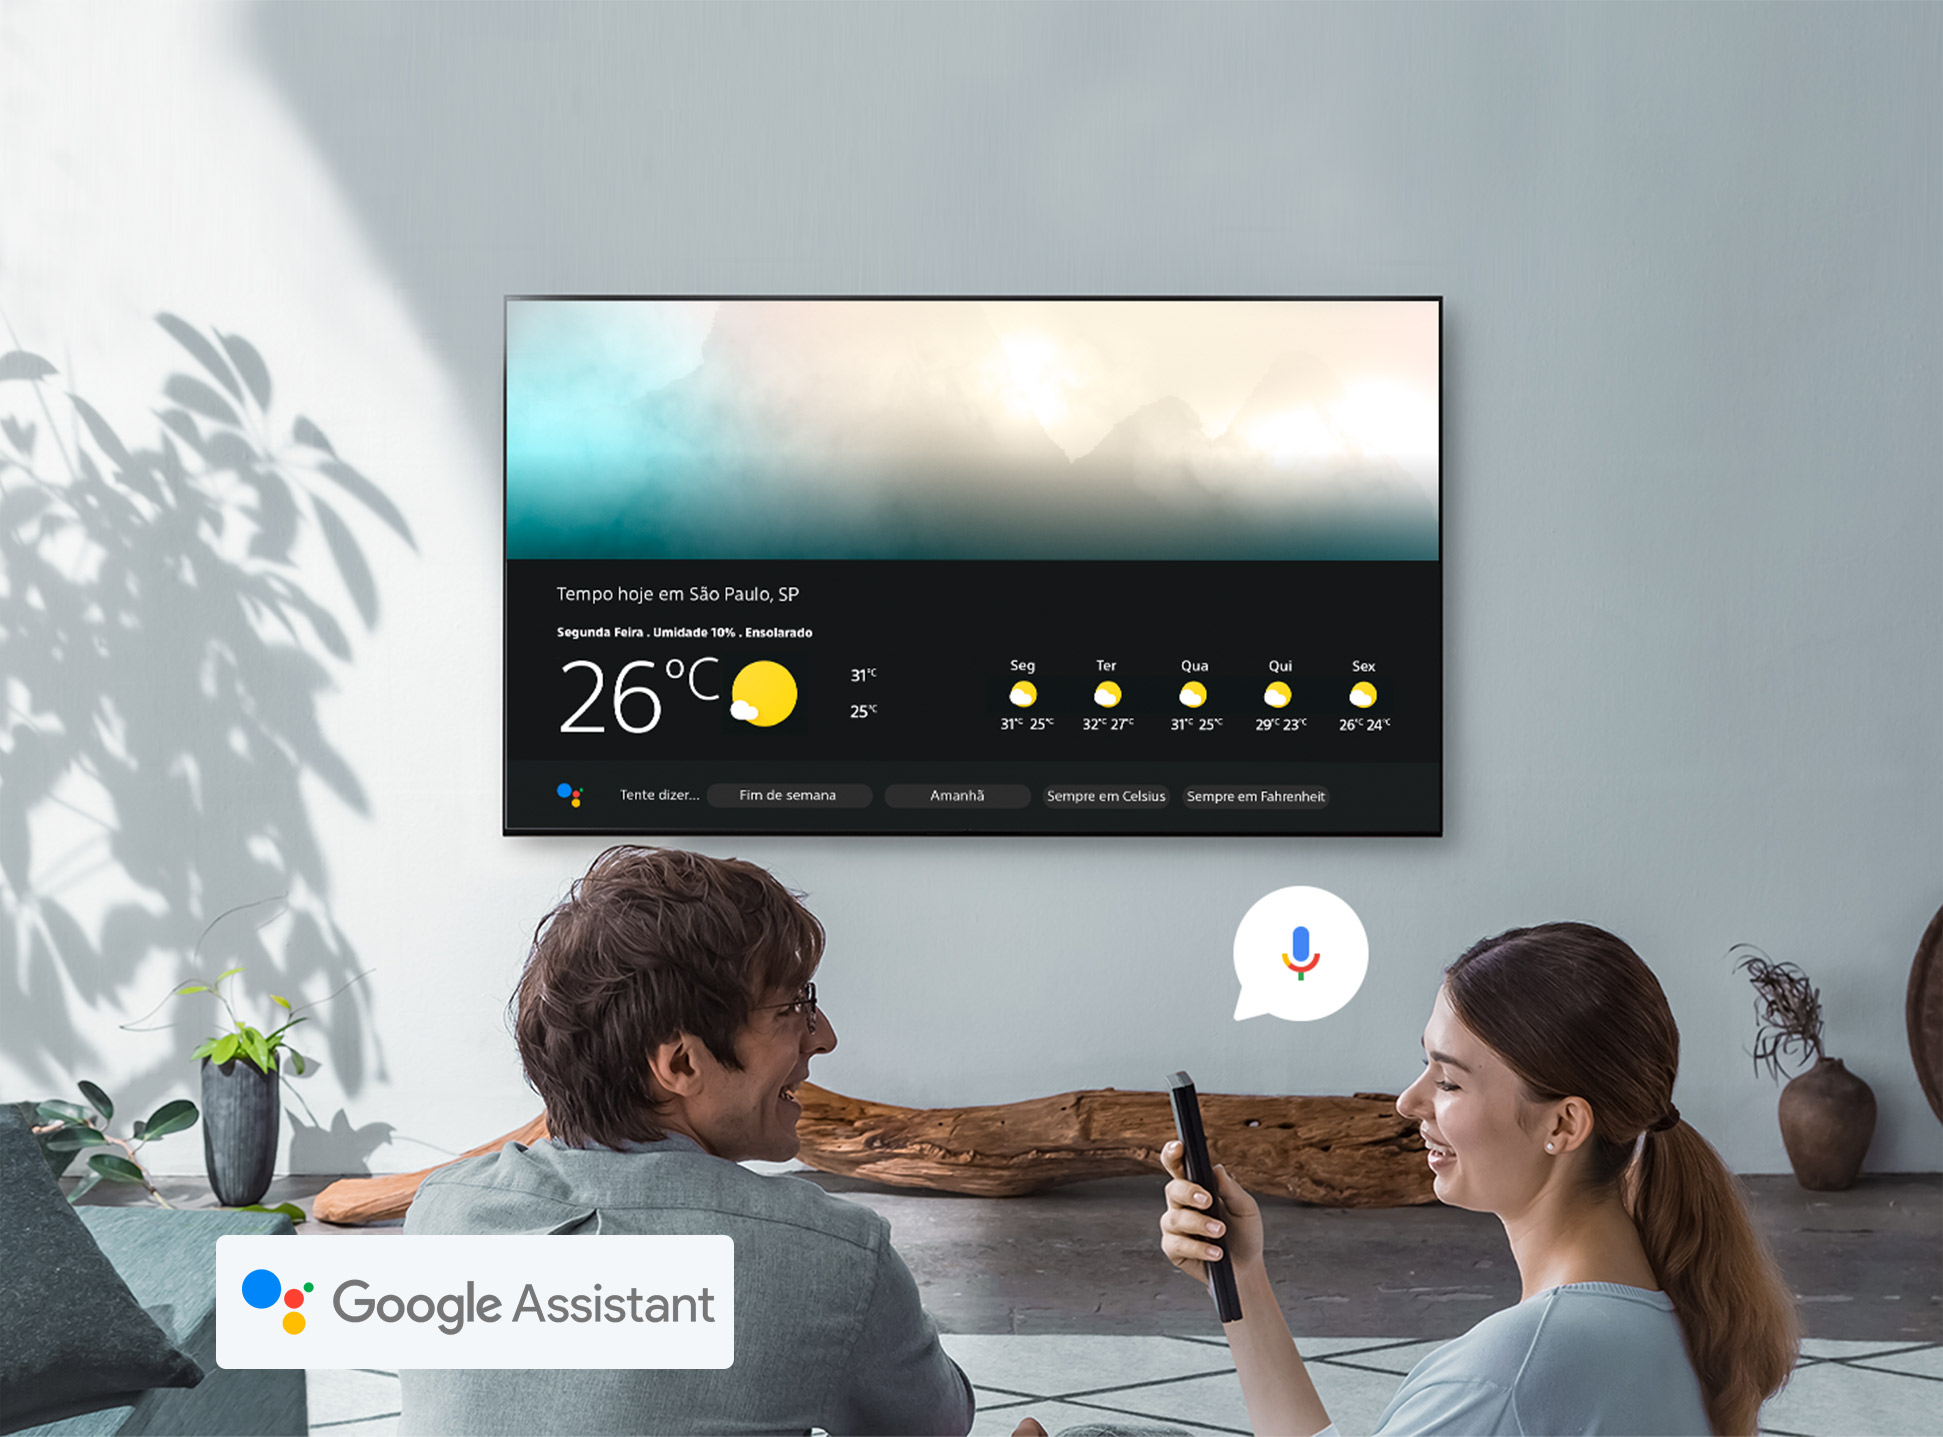 Tempo hoje em São Paulo, SP
Segunda Feira . Umidade 10% . Ensolarado
26°C
31°C
25°C
Seg Ter Qua Qui Sex
31°C 25°C 32°C 27°C 31°C 25°C 29°C 23°C 26°C 24°C
Tente dizer... Fim de semana Amanhã Sempre em Celsius Sempre em Fahrenheit
Google Assistant